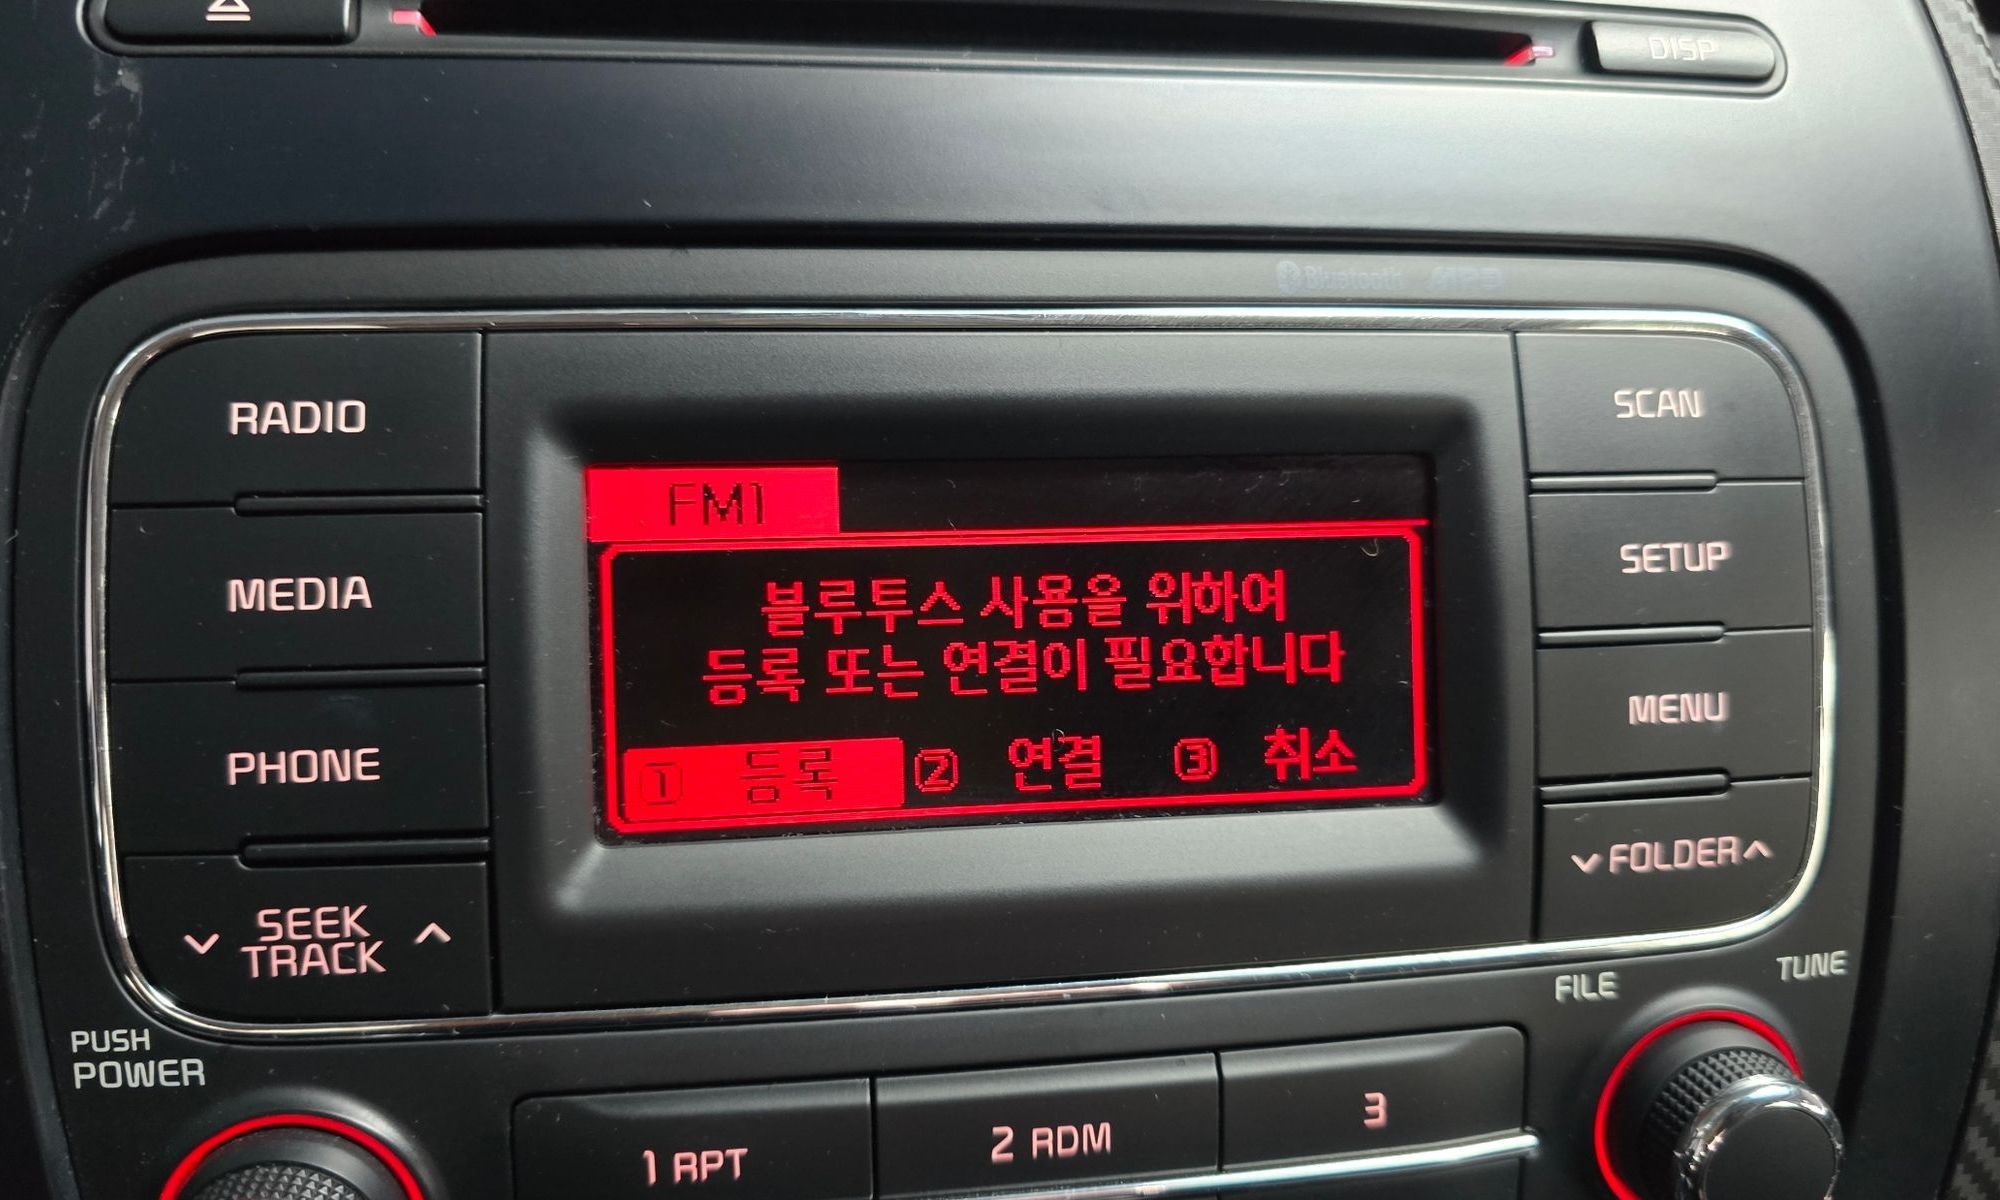 DISP
Bluetooth MP3
RADIO
MEDIA
PHONE
SEEK
TRACK
SCAN
SETUP
MENU
FOLDER
FM1
블루투스 사용을 위하여
등록 또는 연결이 필요합니다
1 등록 2 연결 3 취소
PUSH
POWER
FILE
TUNE
1 RPT
2 RDM
3